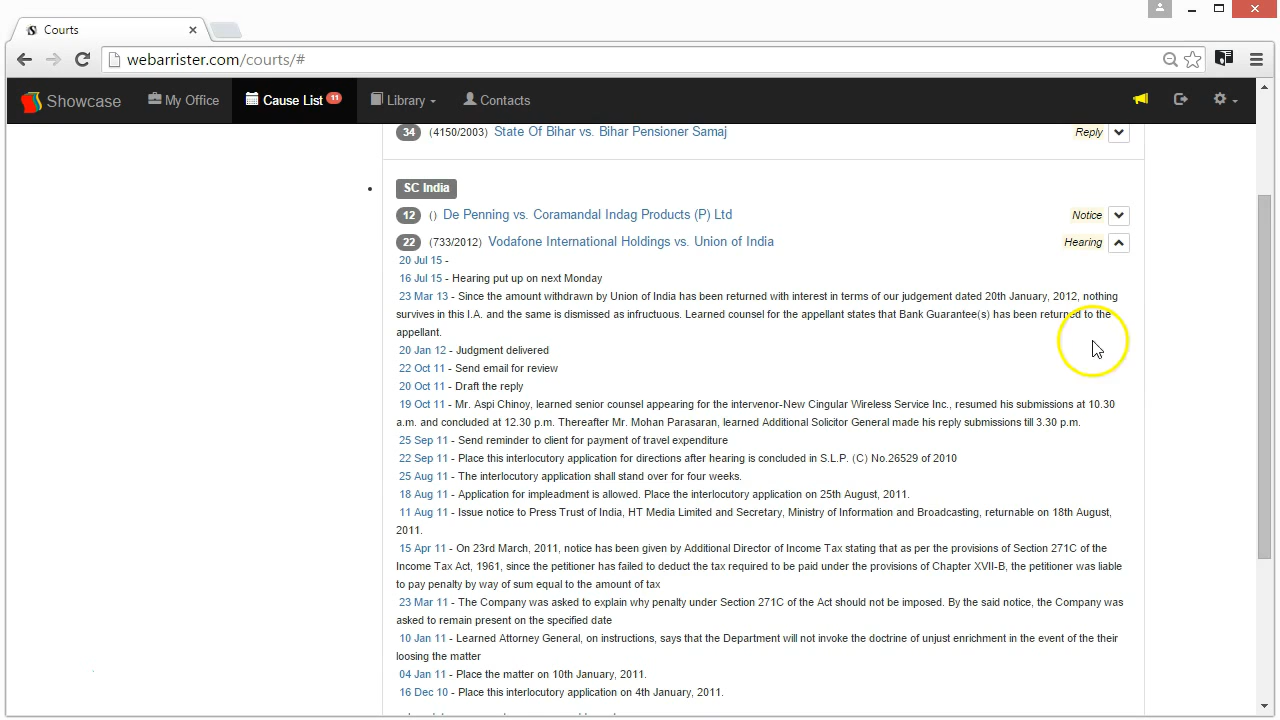 Courts
webarrister.com/courts/#
Showcase My Office Cause List 11 Library Contacts
34 (4150/2003) State Of Bihar vs. Bihar Pensioner Samaj Reply
SC India
12 () De Penning vs. Coramandal Indag Products (P) Ltd Notice
22 (733/2012) Vodafone International Holdings vs. Union of India Hearing
20 Jul 15 -
16 Jul 15 - Hearing put up on next Monday
23 Mar 13 - Since the amount withdrawn by Union of India has been returned with interest in terms of our judgement dated 20th January, 2012, nothing
survives in this I.A. and the same is dismissed as infructuous. Learned counsel for the appellant states that Bank Guarantee(s) has been returned to the
appellant.
20 Jan 12 - Judgment delivered
22 Oct 11 - Send email for review
20 Oct 11 - Draft the reply
19 Oct 11 - Mr. Aspi Chinoy, learned senior counsel appearing for the intervenor-New Cingular Wireless Service Inc., resumed his submissions at 10.30
a.m. and concluded at 12.30 p.m. Thereafter Mr. Mohan Parasaran, learned Additional Solicitor General made his reply submissions till 3.30 p.m.
25 Sep 11 - Send reminder to client for payment of travel expenditure
22 Sep 11 - Place this interlocutory application for directions after hearing is concluded in S.L.P. (C) No.26529 of 2010
25 Aug 11 - The interlocutory application shall stand over for four weeks.
18 Aug 11 - Application for impleadment is allowed. Place the interlocutory application on 25th August, 2011.
11 Aug 11 - Issue notice to Press Trust of India, HT Media Limited and Secretary, Ministry of Information and Broadcasting, returnable on 18th August,
2011.
15 Apr 11 - On 23rd March, 2011, notice has been given by Additional Director of Income Tax stating that as per the provisions of Section 271C of the
Income Tax Act, 1961, since the petitioner has failed to deduct the tax required to be paid under the provisions of Chapter XVII-B, the petitioner was liable
to pay penalty by way of sum equal to the amount of tax
23 Mar 11 - The Company was asked to explain why penalty under Section 271C of the Act should not be imposed. By the said notice, the Company was
asked to remain present on the specified date
10 Jan 11 - Learned Attorney General, on instructions, says that the Department will not invoke the doctrine of unjust enrichment in the event of the their
loosing the matter
04 Jan 11 - Place the matter on 10th January, 2011.
16 Dec 10 - Place this interlocutory application on 4th January, 2011.